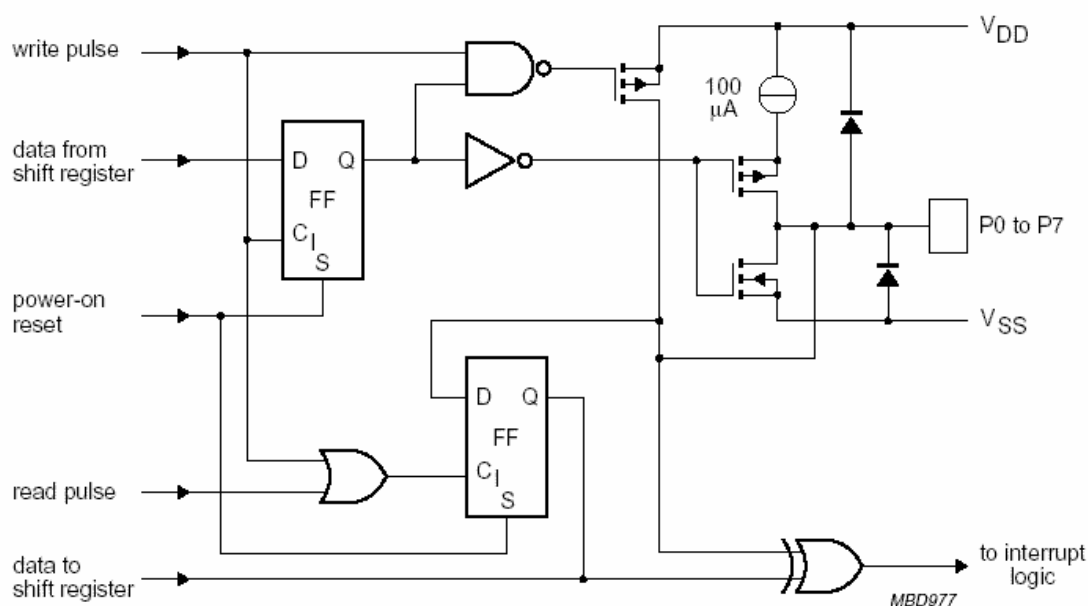 write pulse
V_DD
100
μA
data from
shift register
D Q
FF
C_I
S
P0 to P7
power-on
reset
V_SS
D Q
FF
C_I
S
read pulse
data to
shift register
to interrupt
logic
MBD977